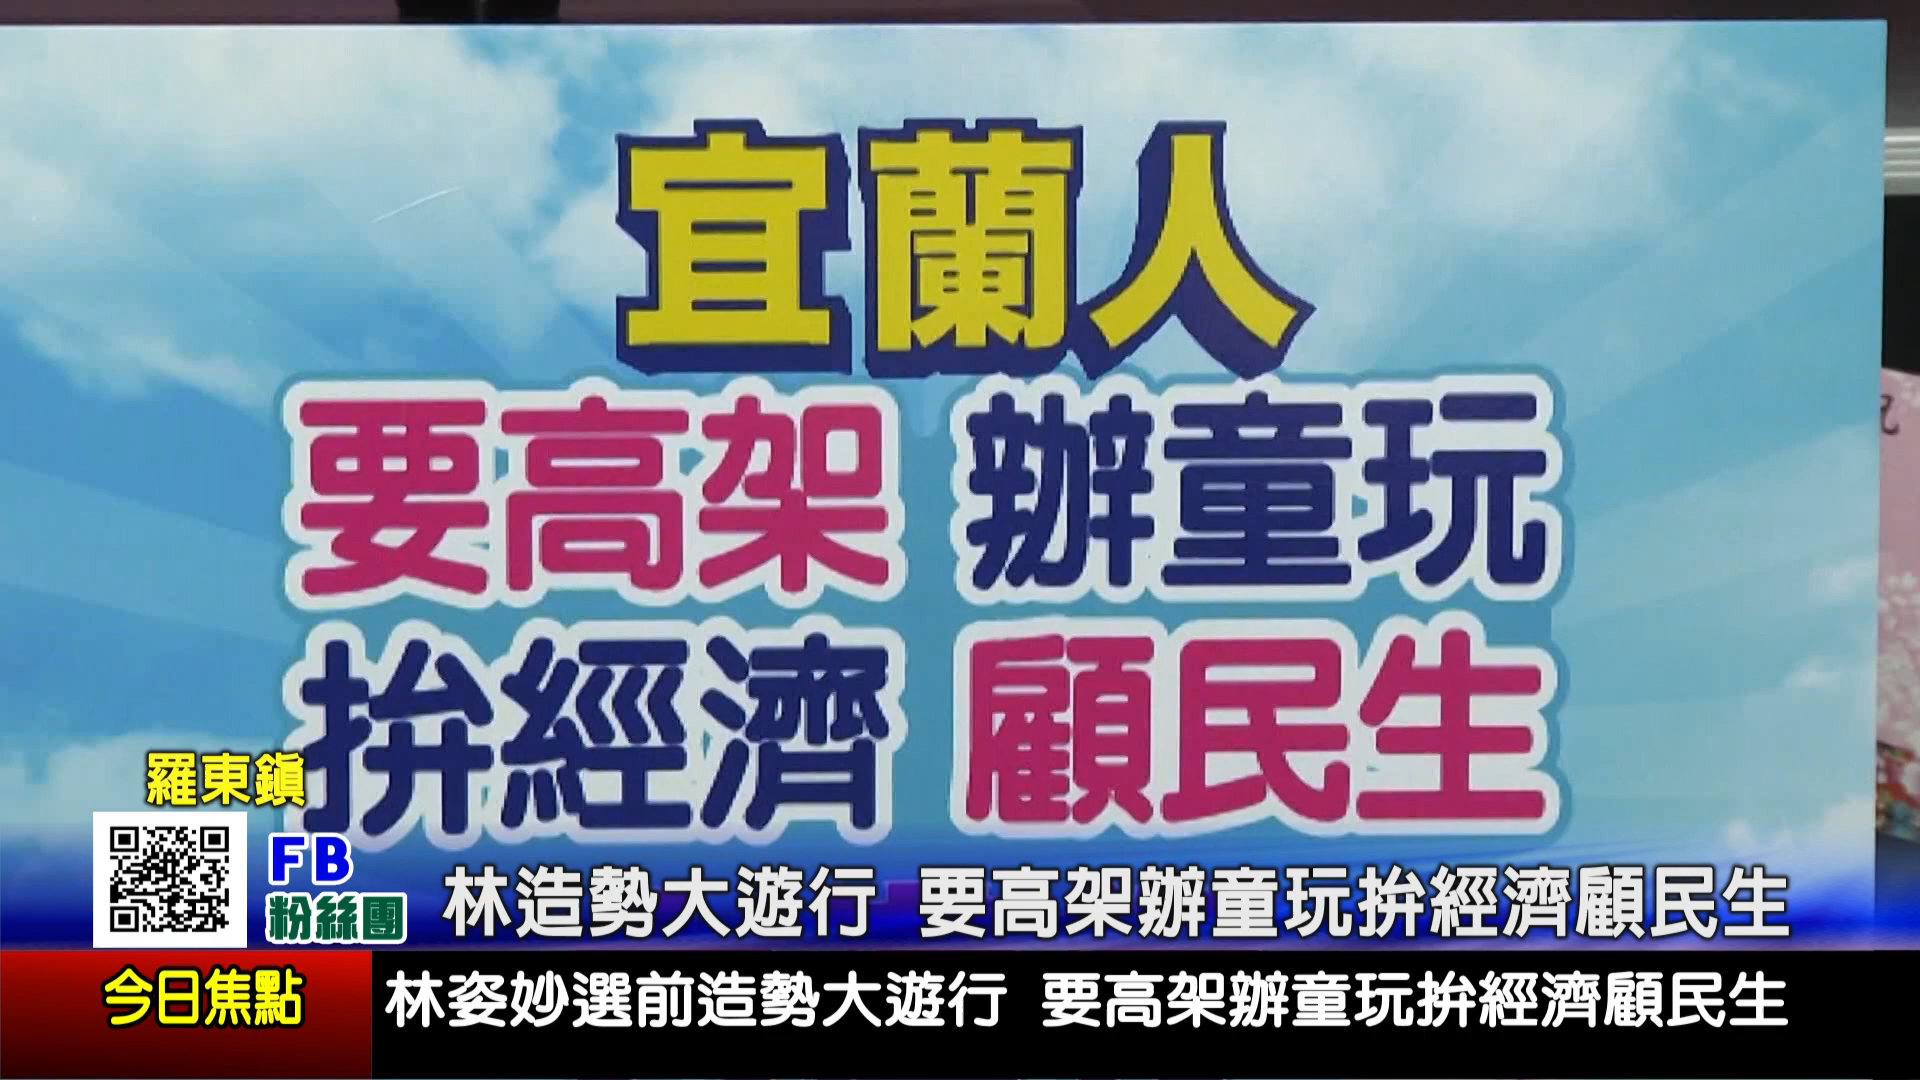 宜蘭人
要高架 辦童玩
拚經濟 顧民生
羅東鎮
FB
粉絲團
林造勢大遊行 要高架辦童玩拚經濟顧民生
今日焦點
林姿妙選前造勢大遊行 要高架辦童玩拚經濟顧民生